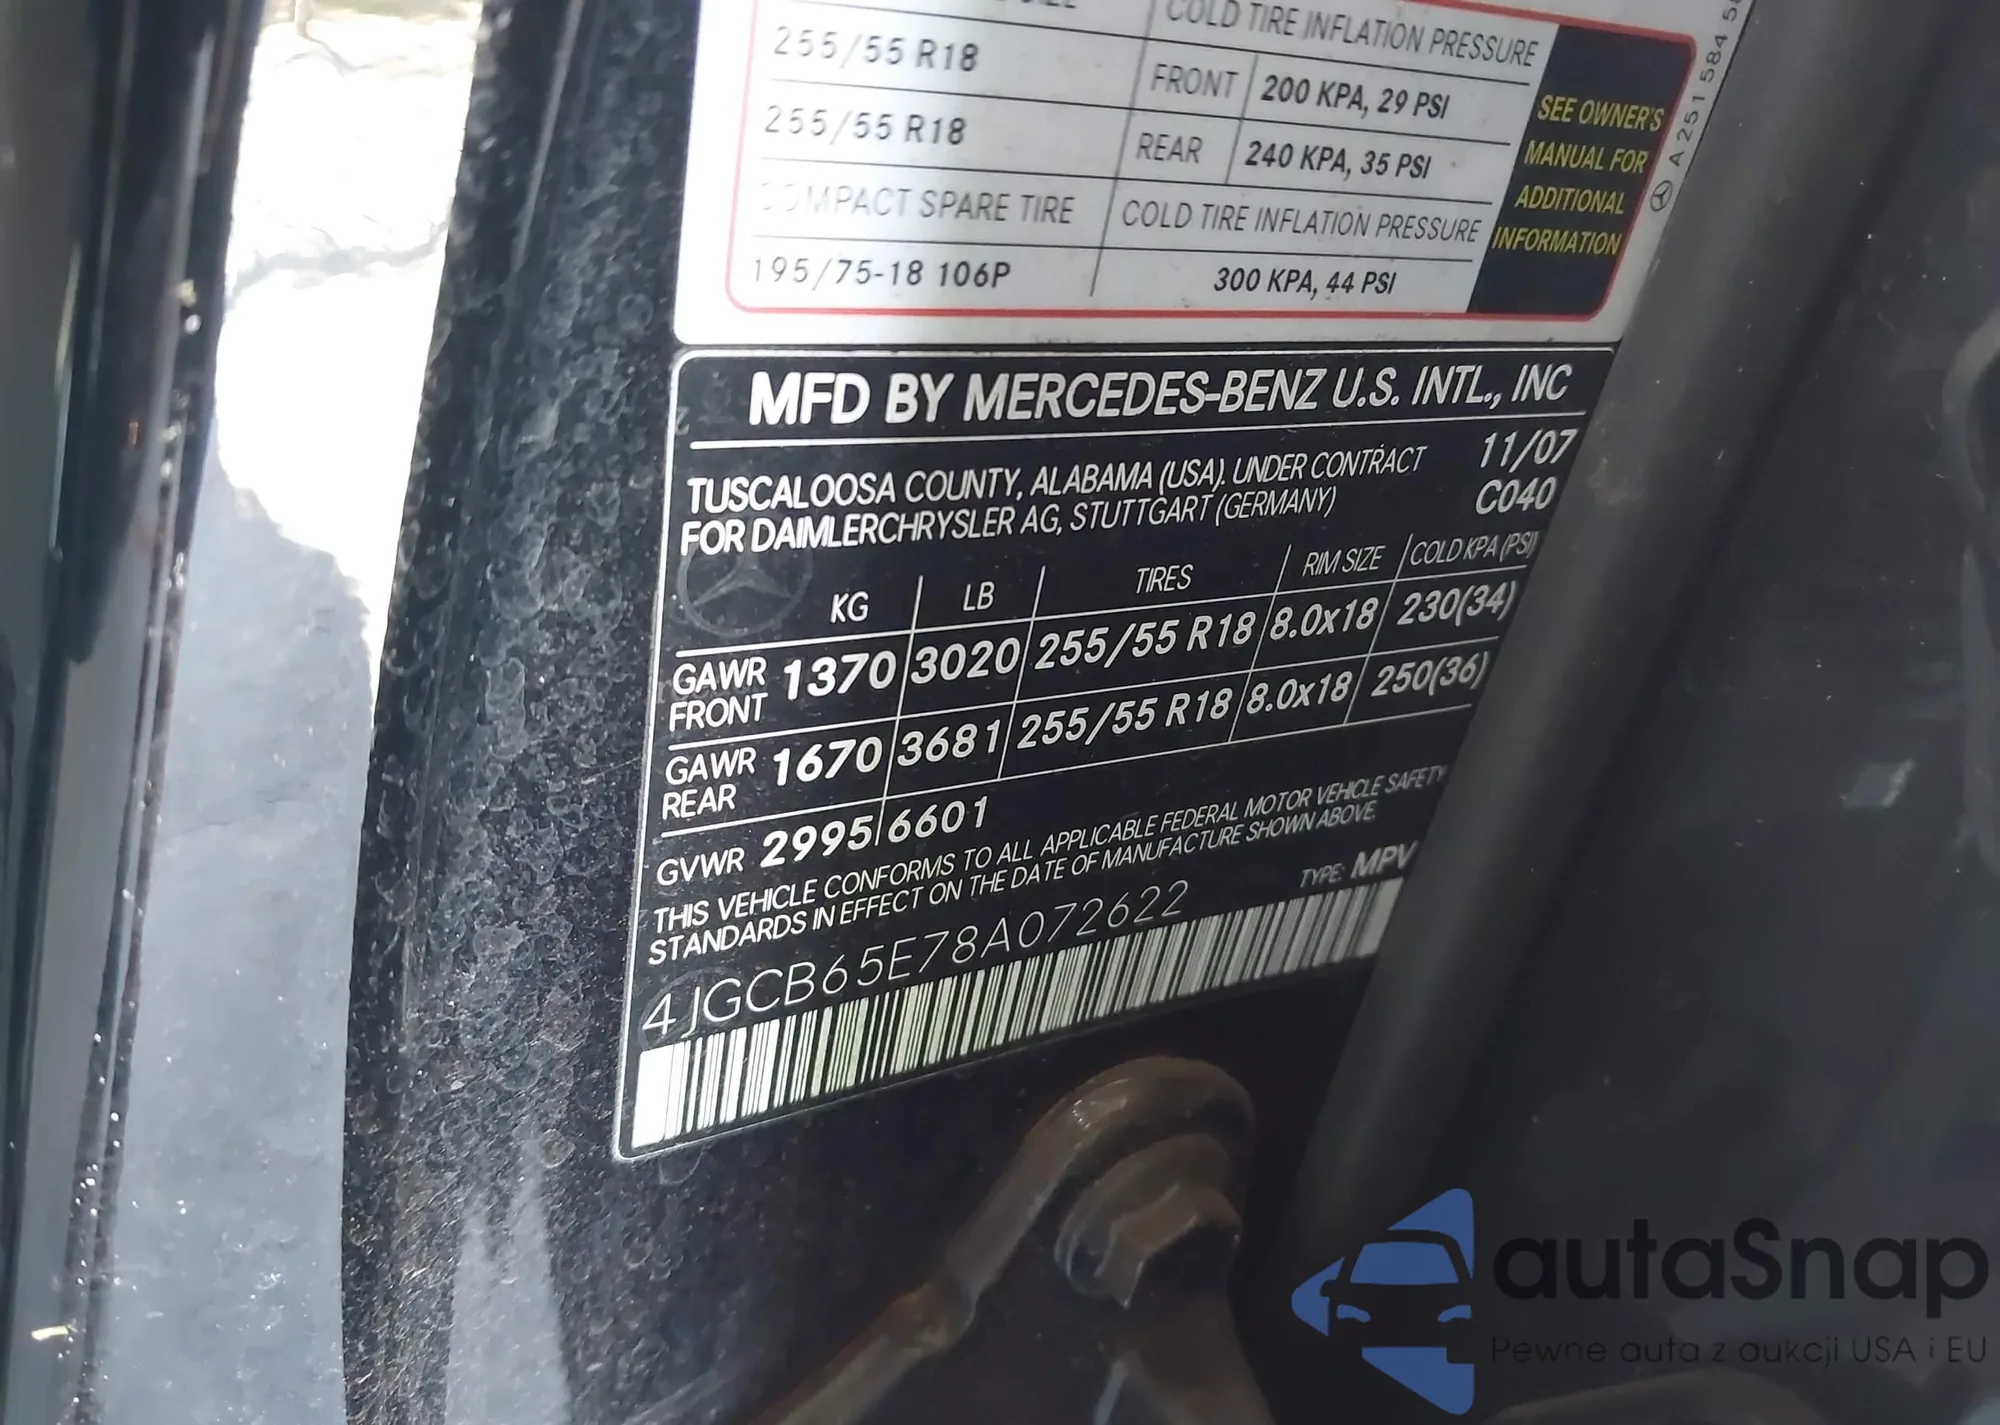 COLD TIRE INFLATION PRESSURE
255/55 R18 FRONT 200 KPA, 29 PSI
255/55 R18 REAR 240 KPA, 35 PSI
COMPACT SPARE TIRE COLD TIRE INFLATION PRESSURE
195/75-18 106P 300 KPA, 44 PSI
SEE OWNER'S
MANUAL FOR
ADDITIONAL
INFORMATION
A 251 584
MFD BY MERCEDES-BENZ U.S. INTL., INC
TUSCALOOSA COUNTY, ALABAMA (USA). UNDER CONTRACT 11/07
FOR DAIMLERCHRYSLER AG, STUTTGART (GERMANY) C040
KG LB TIRES RIM SIZE COLD KPA (PSI)
GAWR FRONT 1370 3020 255/55 R18 8.0x18 230(34)
GAWR REAR 1670 3681 255/55 R18 8.0x18 250(36)
GVWR 2995 6601
THIS VEHICLE CONFORMS TO ALL APPLICABLE FEDERAL MOTOR VEHICLE SAFETY
STANDARDS IN EFFECT ON THE DATE OF MANUFACTURE SHOWN ABOVE.
4JGCB65E78A072622 TYPE: MPV
autaSnap
Pewne auta z aukcji USA i EU